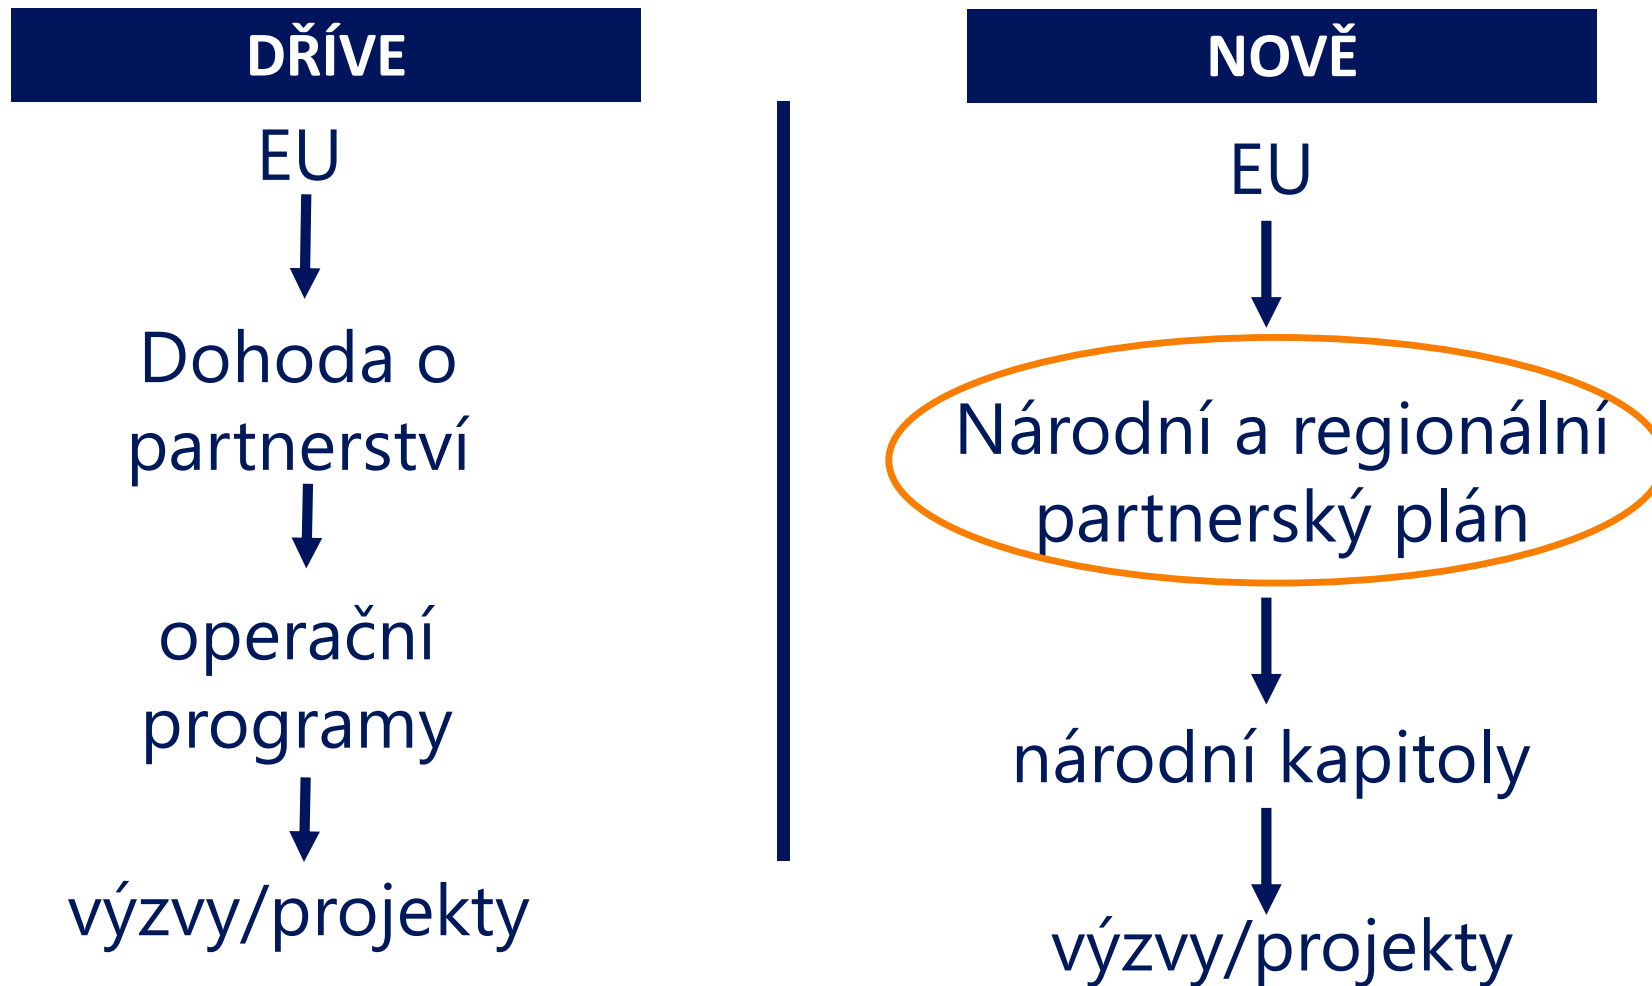 DŘÍVE
EU
Dohoda o
partnerství
operační
programy
výzvy/projekty
NOVĚ
EU
Národní a regionální
partnerský plán
národní kapitoly
výzvy/projekty